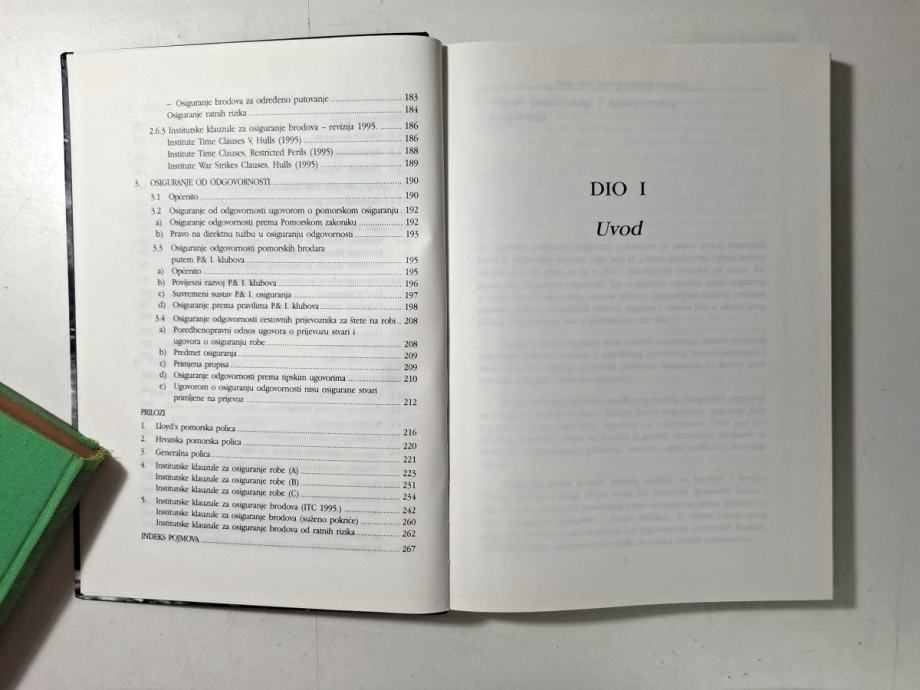 – Osiguranje brodova za određeno putovanje 183
Osiguranje ratnih rizika 184
2.6.3 Institutske klauzule za osiguranje brodova – revizija 1995. 186
Institute Time Clauses V, Hulls (1995) 186
Institute Time Clauses, Restricted Perils (1995) 188
Institute War Strikes Clauses, Hulls (1995) 189
3. OSIGURANJE OD ODGOVORNOSTI 190
3.1 Općenito 190
3.2 Osiguranje od odgovornosti ugovorom o pomorskom osiguranju . 192
a) Osiguranje odgovornosti prema Pomorskom zakoniku 192
b) Pravo na direktnu tužbu u osiguranju odgovornosti 193
3.3 Osiguranje odgovornosti pomorskih brodara
putem P.& I. klubova 195
a) Općenito 195
b) Povijesni razvoj P.& I. klubova 196
c) Suvremeni sustav P.& I. osiguranja 197
d) Osiguranje prema pravilima P.& I. klubova 198
3.4 Osiguranje odgovornosti cestovnih prijevoznika za štete na robi .. 208
a) Poredbenopravni odnos ugovora o prijevozu stvari i
ugovora o osiguranju robe 208
b) Predmet osiguranja 209
c) Primjena propisa 209
d) Osiguranje odgovornosti prema tipskim ugovorima 210
e) Ugovorom o osiguranju odgovornosti nisu osigurane stvari
primljene na prijevoz 212
PRILOZI
1. Lloyd's pomorska polica 216
2. Hrvatska pomorska polica 220
3. Generalna polica 221
4. Institutske klauzule za osiguranje robe (A) 223
Institutske klauzule za osiguranje robe (B) 231
Institutske klauzule za osiguranje robe (C) 234
5. Institutske klauzule za osiguranje brodova (ITC 1995.) 242
Institutske klauzule za osiguranje brodova (suženo pokriće) 260
Institutske klauzule za osiguranje brodova od ratnih rizika 262
INDEKS POJMOVA 267
DIO I
Uvod